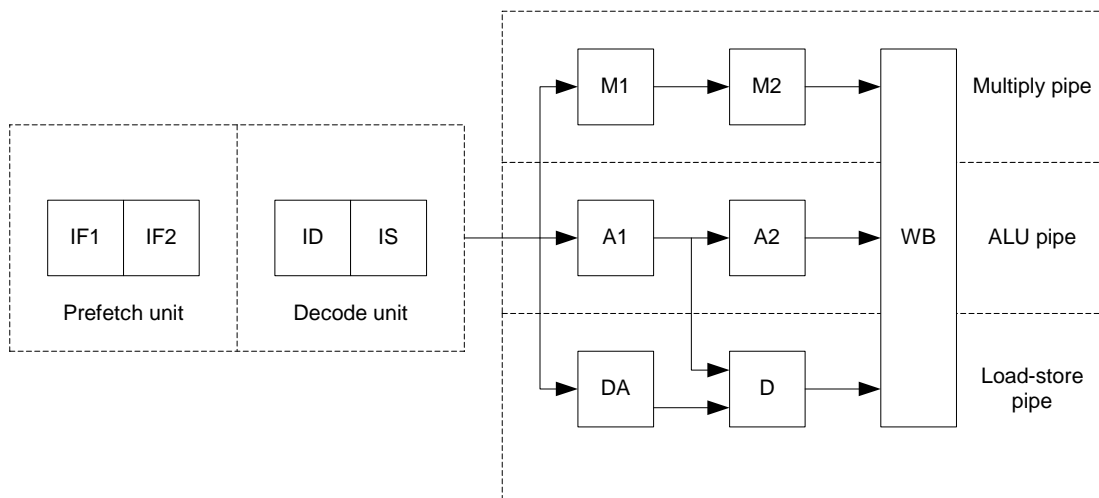 M1
M2
Multiply pipe
IF1
IF2
ID
IS
A1
A2
WB
ALU pipe
Prefetch unit
Decode unit
DA
D
Load-store
pipe